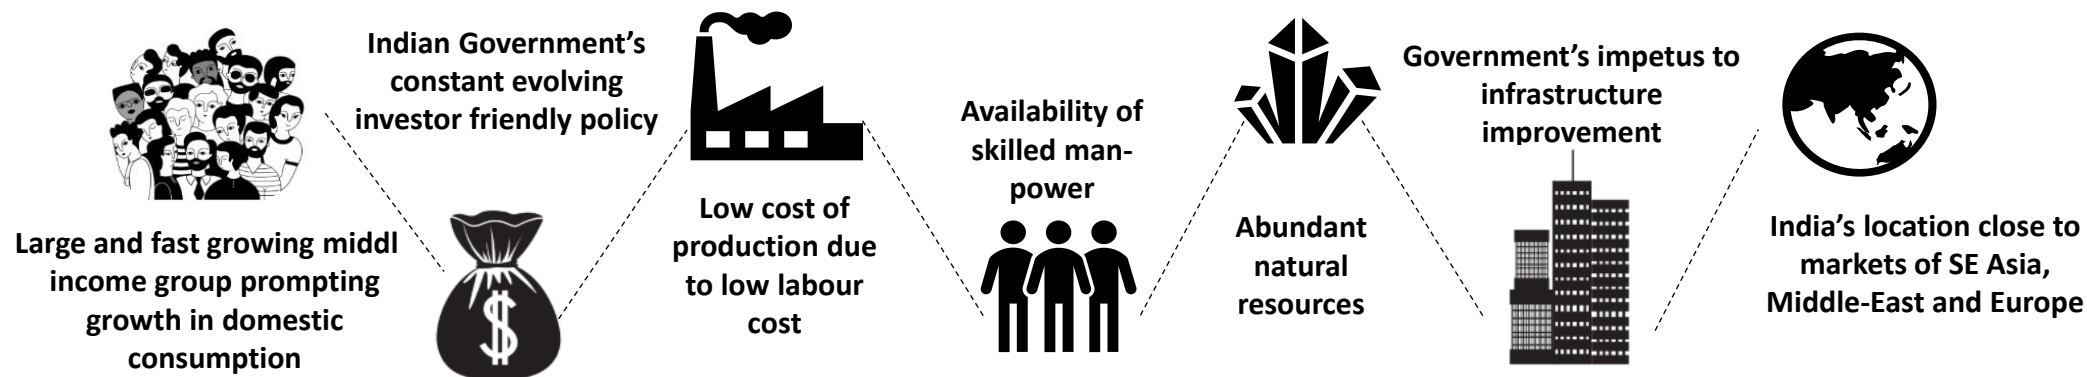 Large and fast growing middl
income group prompting
growth in domestic
consumption
Indian Government's
constant evolving
investor friendly policy
$
Low cost of
production due
to low labour
cost
Availability of
skilled man-
power
Abundant
natural
resources
Government's impetus to
infrastructure
improvement
India's location close to
markets of SE Asia,
Middle-East and Europe